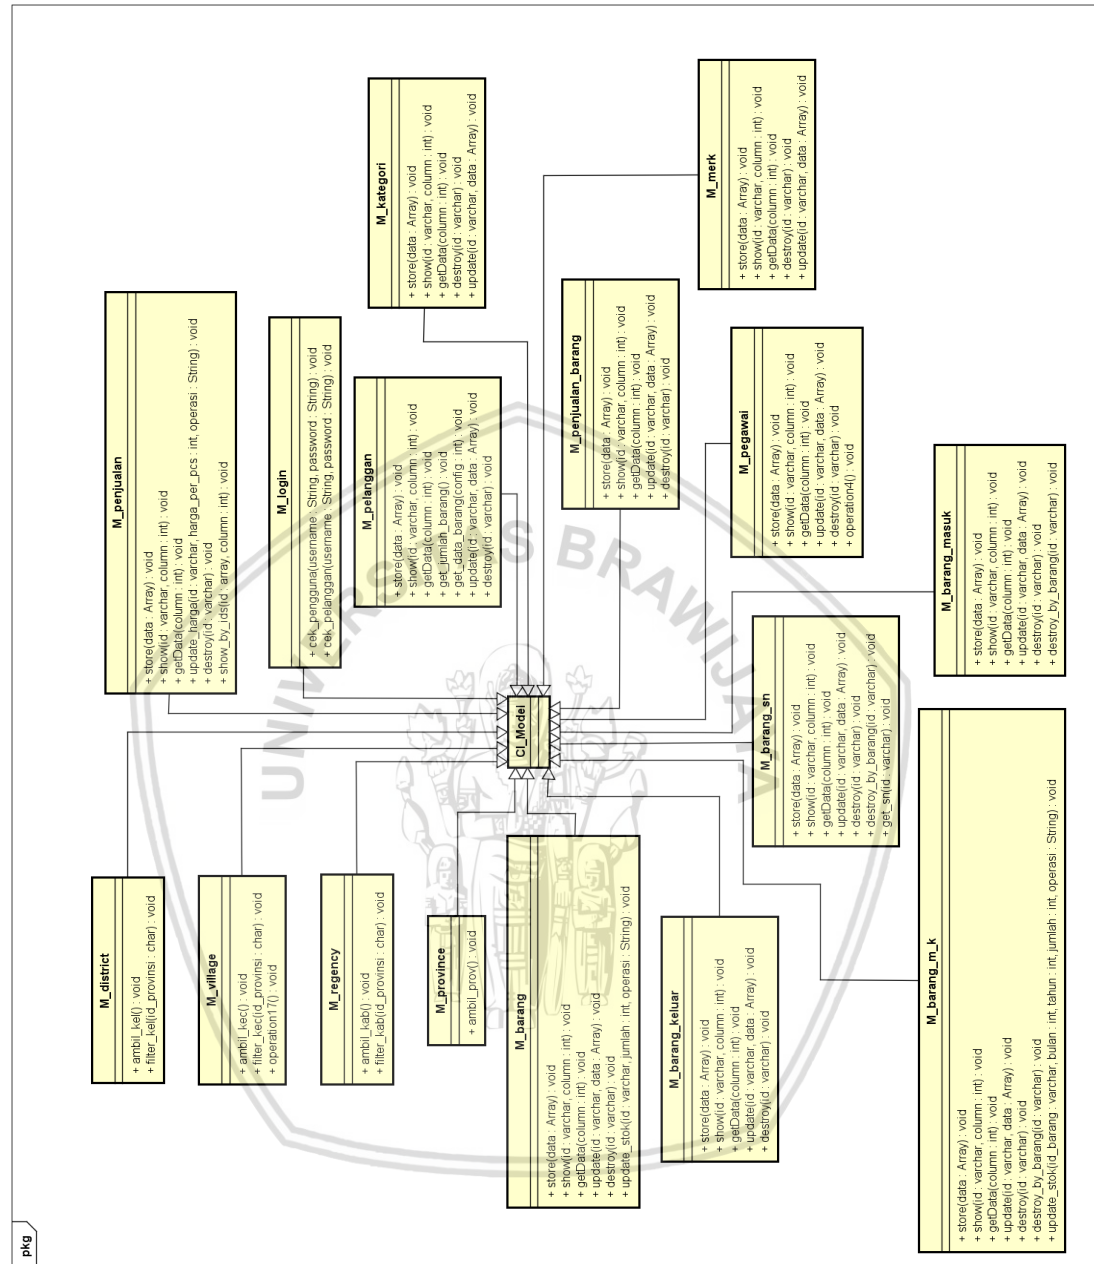 pkg
M_district
+ ambil_kel() : void
+ filter_kel(id_provinsi : char) : void
M_village
+ ambil_kec() : void
+ filter_kec(id_provinsi : char) : void
+ operation17() : void
M_regency
+ ambil_kab() : void
+ filter_kab(id_provinsi : char) : void
M_province
+ ambil_prov() : void
M_barang
+ store(data : Array) : void
+ show(id : varchar, column : int) : void
+ getData(column : int) : void
+ update(id : varchar, data : Array) : void
+ destroy(id : varchar) : void
+ update_stok(id : varchar, jumlah : int, operasi : String) : void
M_barang_keluar
+ store(data : Array) : void
+ show(id : varchar, column : int) : void
+ getData(column : int) : void
+ update(id : varchar, data : Array) : void
+ destroy(id : varchar) : void
M_barang_m_k
+ store(data : Array) : void
+ show(id : varchar, column : int) : void
+ getData(column : int) : void
+ update(id : varchar, data : Array) : void
+ destroy(id : varchar) : void
+ destroy_by_barang(id : varchar) : void
+ update_stok(id_barang : varchar, bulan : int, tahun : int, jumlah : int, operasi : String) : void
CI_Model
M_penjualan
+ store(data : Array) : void
+ show(id : varchar, column : int) : void
+ getData(column : int) : void
+ update_harga(id : varchar, harga_per_pcs : int, operasi : String) : void
+ destroy(id : varchar) : void
+ show_by_ids(id : array, column : int) : void
M_login
+ cek_pengguna(username : String, password : String) : void
+ cek_pelanggan(username : String, password : String) : void
M_pelanggan
+ store(data : Array) : void
+ show(id : varchar, column : int) : void
+ getData(column : int) : void
+ get_jumlah_barang() : void
+ get_data_barang(config : int) : void
+ update(id : varchar, data : Array) : void
+ destroy(id : varchar) : void
M_kategori
+ store(data : Array) : void
+ show(id : varchar, column : int) : void
+ getData(column : int) : void
+ destroy(id : varchar) : void
+ update(id : varchar, data : Array) : void
M_penjualan_barang
+ store(data : Array) : void
+ show(id : varchar, column : int) : void
+ getData(column : int) : void
+ update(id : varchar, data : Array) : void
+ destroy(id : varchar) : void
M_merk
+ store(data : Array) : void
+ show(id : varchar, column : int) : void
+ getData(column : int) : void
+ destroy(id : varchar) : void
+ update(id : varchar, data : Array) : void
M_pegawai
+ store(data : Array) : void
+ show(id : varchar, column : int) : void
+ getData(column : int) : void
+ update(id : varchar, data : Array) : void
+ destroy(id : varchar) : void
+ operation4() : void
M_barang_sn
+ store(data : Array) : void
+ show(id : varchar, column : int) : void
+ getData(column : int) : void
+ update(id : varchar, data : Array) : void
+ destroy(id : varchar) : void
+ destroy_by_barang(id : varchar) : void
+ get_sn(id : varchar) : void
M_barang_masuk
+ store(data : Array) : void
+ show(id : varchar, column : int) : void
+ getData(column : int) : void
+ update(id : varchar, data : Array) : void
+ destroy(id : varchar) : void
+ destroy_by_barang(id : varchar) : void